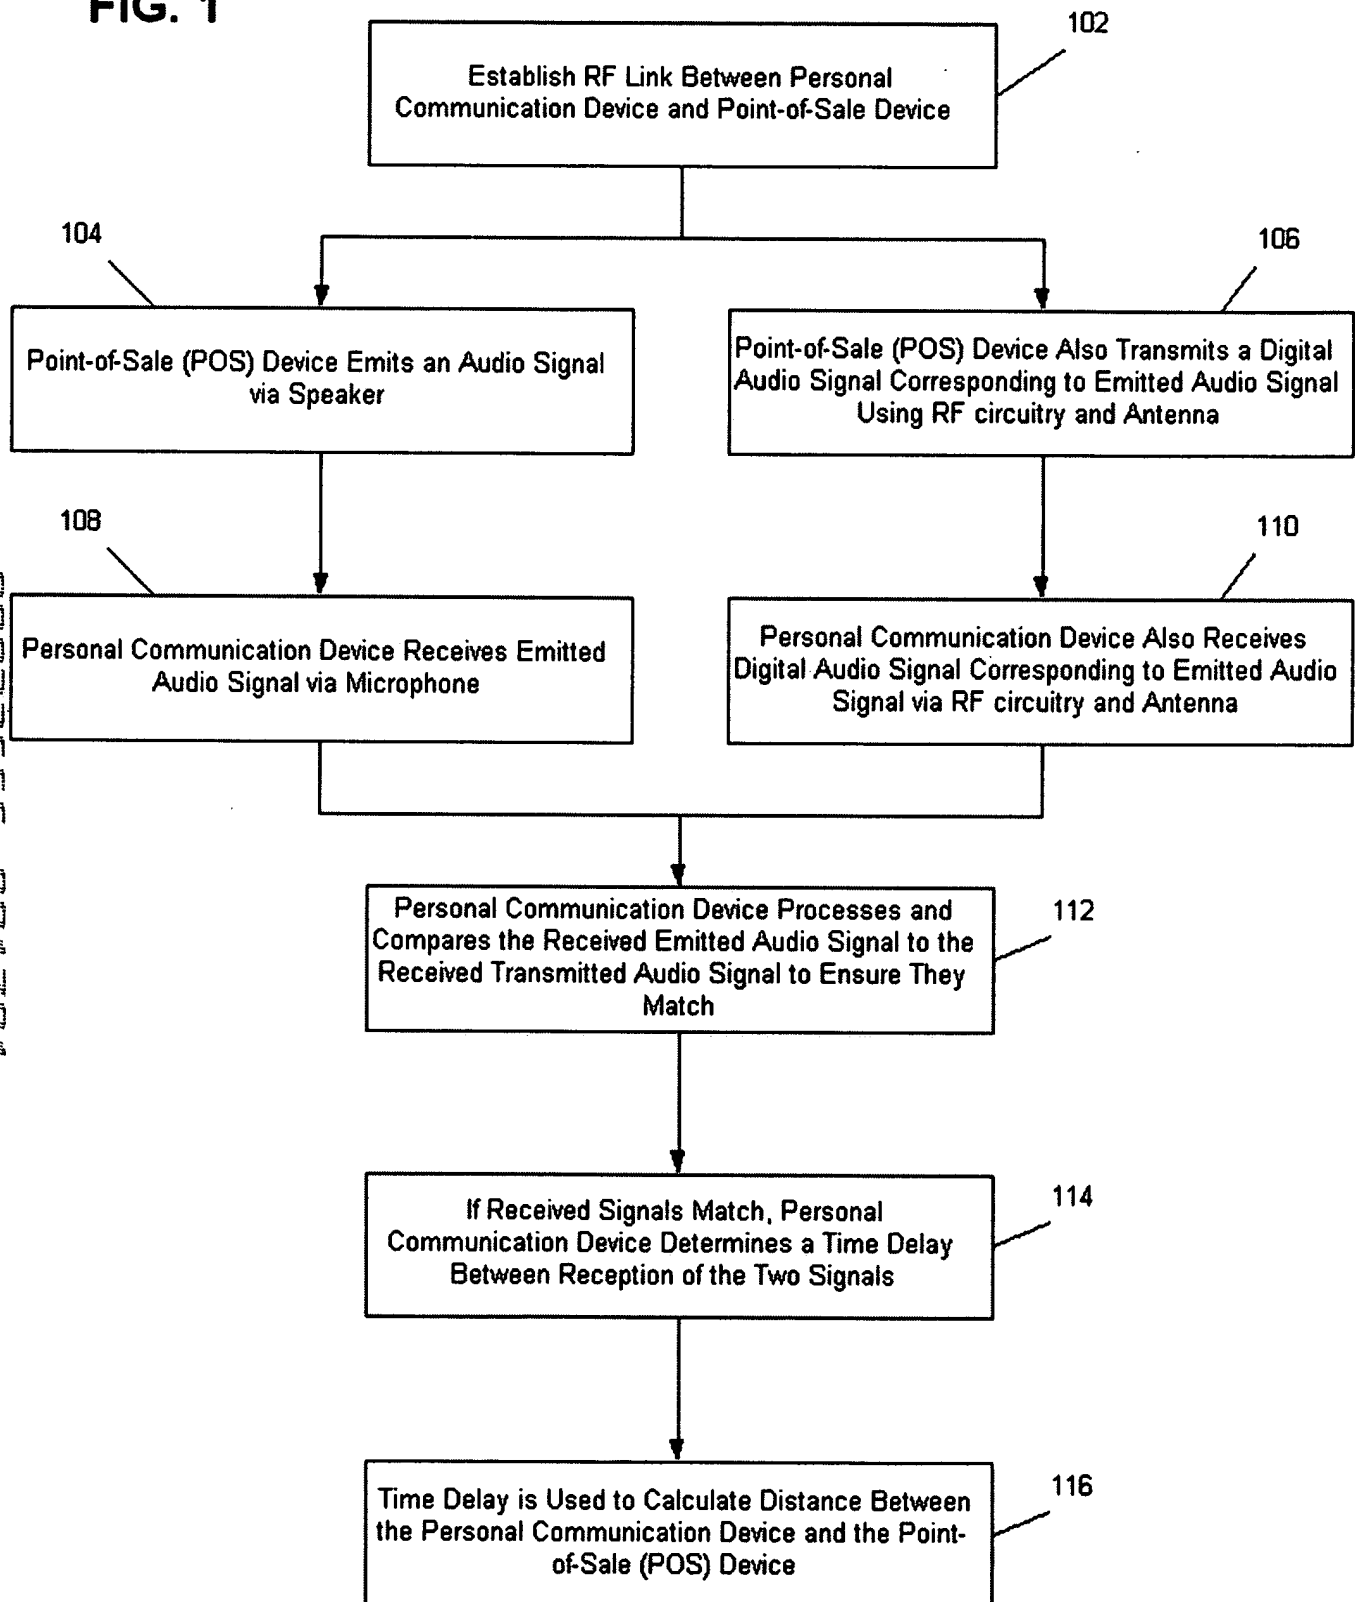 FIG. 1
102
Establish RF Link Between Personal
Communication Device and Point-of-Sale Device
104
106
Point-of-Sale (POS) Device Emits an Audio Signal
via Speaker
Point-of-Sale (POS) Device Also Transmits a Digital
Audio Signal Corresponding to Emitted Audio Signal
Using RF circuitry and Antenna
108
110
Personal Communication Device Receives Emitted
Audio Signal via Microphone
Personal Communication Device Also Receives
Digital Audio Signal Corresponding to Emitted Audio
Signal via RF circuitry and Antenna
112
Personal Communication Device Processes and
Compares the Received Emitted Audio Signal to the
Received Transmitted Audio Signal to Ensure They
Match
114
If Received Signals Match, Personal
Communication Device Determines a Time Delay
Between Reception of the Two Signals
116
Time Delay is Used to Calculate Distance Between
the Personal Communication Device and the Point-
of-Sale (POS) Device